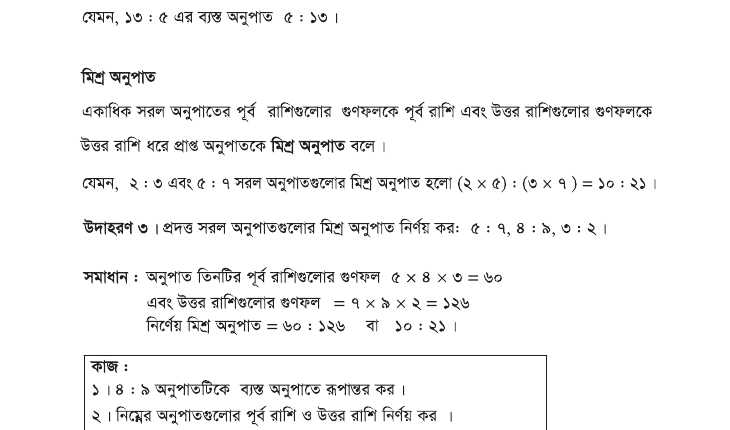 যেমন, ১৩ : ৫ এর ব্যস্ত অনুপাত ৫ : ১৩ ।
মিশ্র অনুপাত
একাধিক সরল অনুপাতের পূর্ব রাশিগুলোর গুণফলকে পূর্ব রাশি এবং উত্তর রাশিগুলোর গুণফলকে
উত্তর রাশি ধরে প্রাপ্ত অনুপাতকে মিশ্র অনুপাত বলে ।
যেমন, ২ : ৩ এবং ৫ : ৭ সরল অনুপাতগুলোর মিশ্র অনুপাত হলো (২ × ৫) : (৩ × ৭ ) = ১০ : ২১ ।
উদাহরণ ৩ । প্রদত্ত সরল অনুপাতগুলোর মিশ্র অনুপাত নির্ণয় কর: ৫ : ৭, ৪ : ৯, ৩ : ২ ।
সমাধান : অনুপাত তিনটির পূর্ব রাশিগুলোর গুণফল ৫ × ৪ × ৩ = ৬০
এবং উত্তর রাশিগুলোর গুণফল = ৭ × ৯ × ২ = ১২৬
নির্ণেয় মিশ্র অনুপাত = ৬০ : ১২৬ বা ১০ : ২১ ।
কাজ :
১ । ৪ : ৯ অনুপাতটিকে ব্যস্ত অনুপাতে রূপান্তর কর ।
২ । নিম্নের অনুপাতগুলোর পূর্ব রাশি ও উত্তর রাশি নির্ণয় কর ।